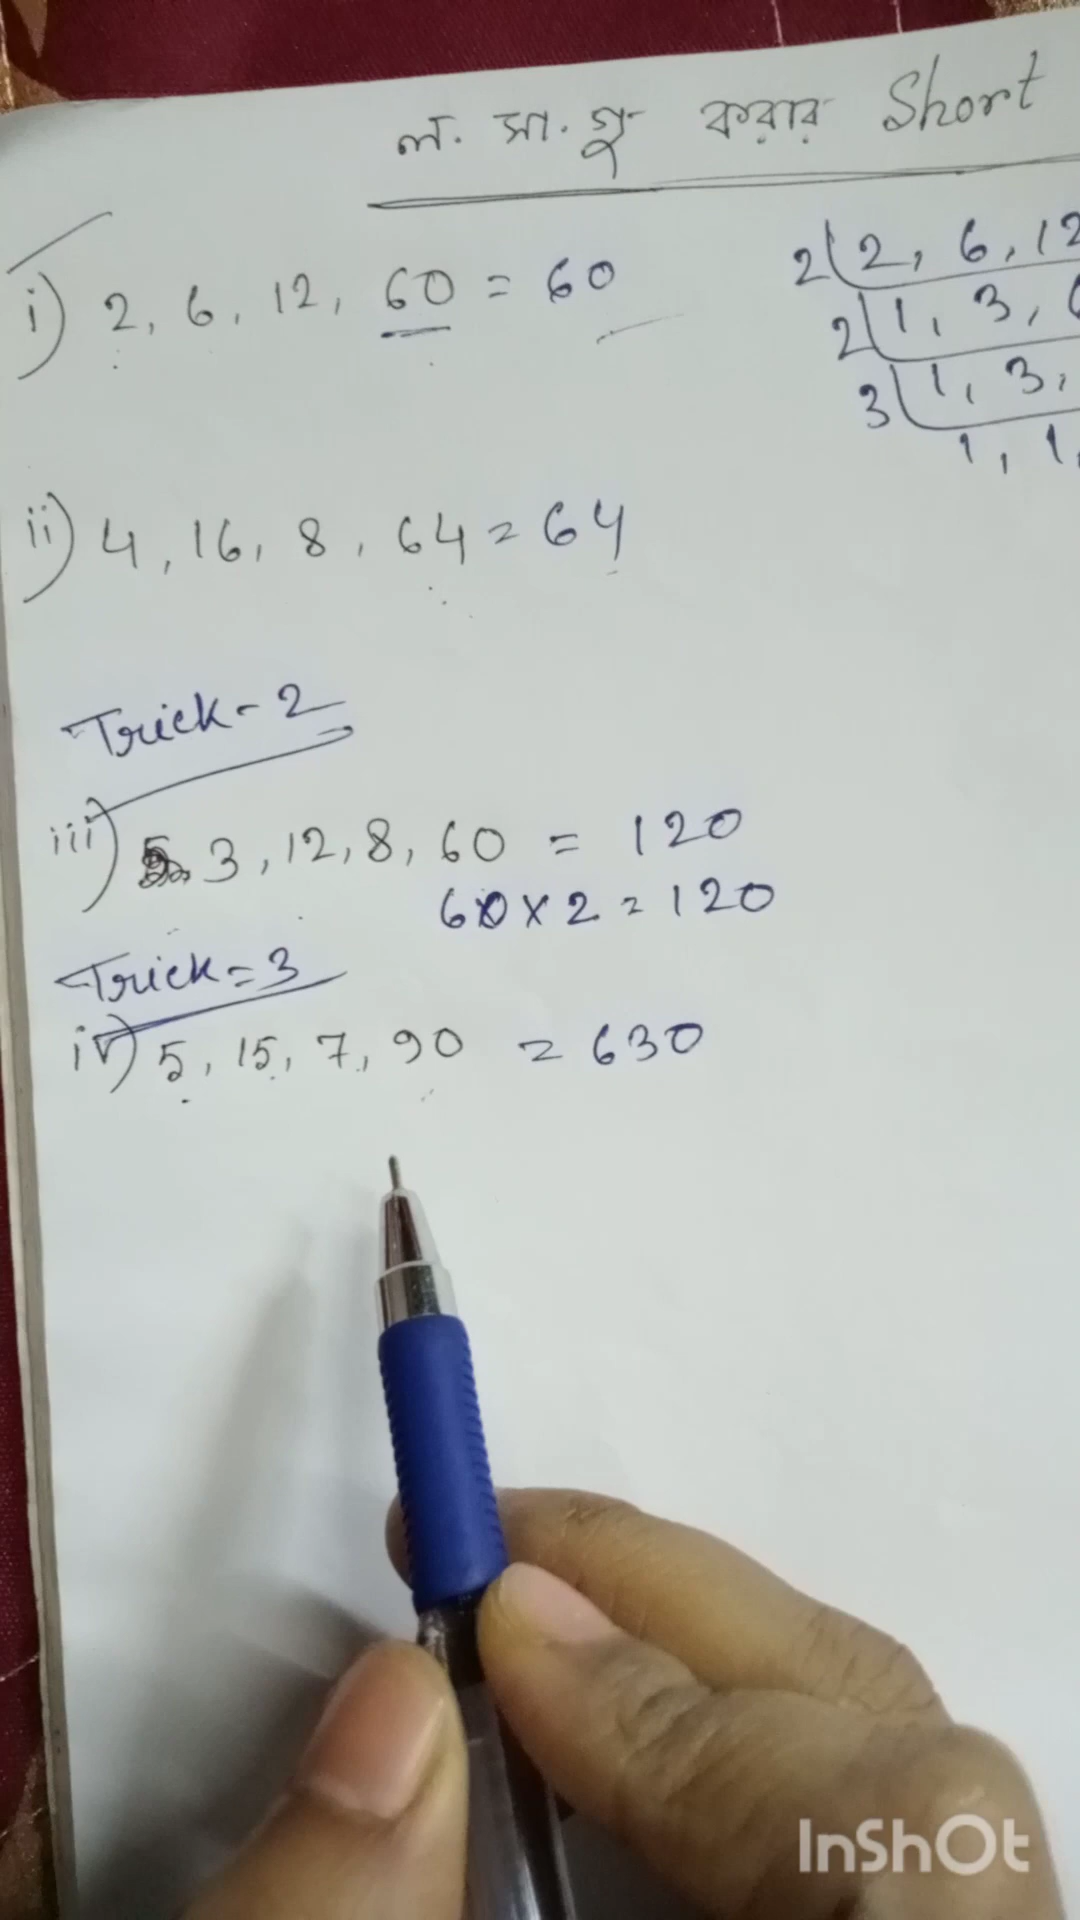 ল. সা. গু করার Short
i) 2, 6, 12, 60 = 60
2 2, 6, 12
2 1, 3, 6
3 1, 3,
1, 1,
ii) 4, 16, 8, 64 = 64
Trick-2
iii) 3, 12, 8, 60 = 120
60 x 2 = 120
Trick=3
iv) 5, 15, 7, 90 = 630
InShOt